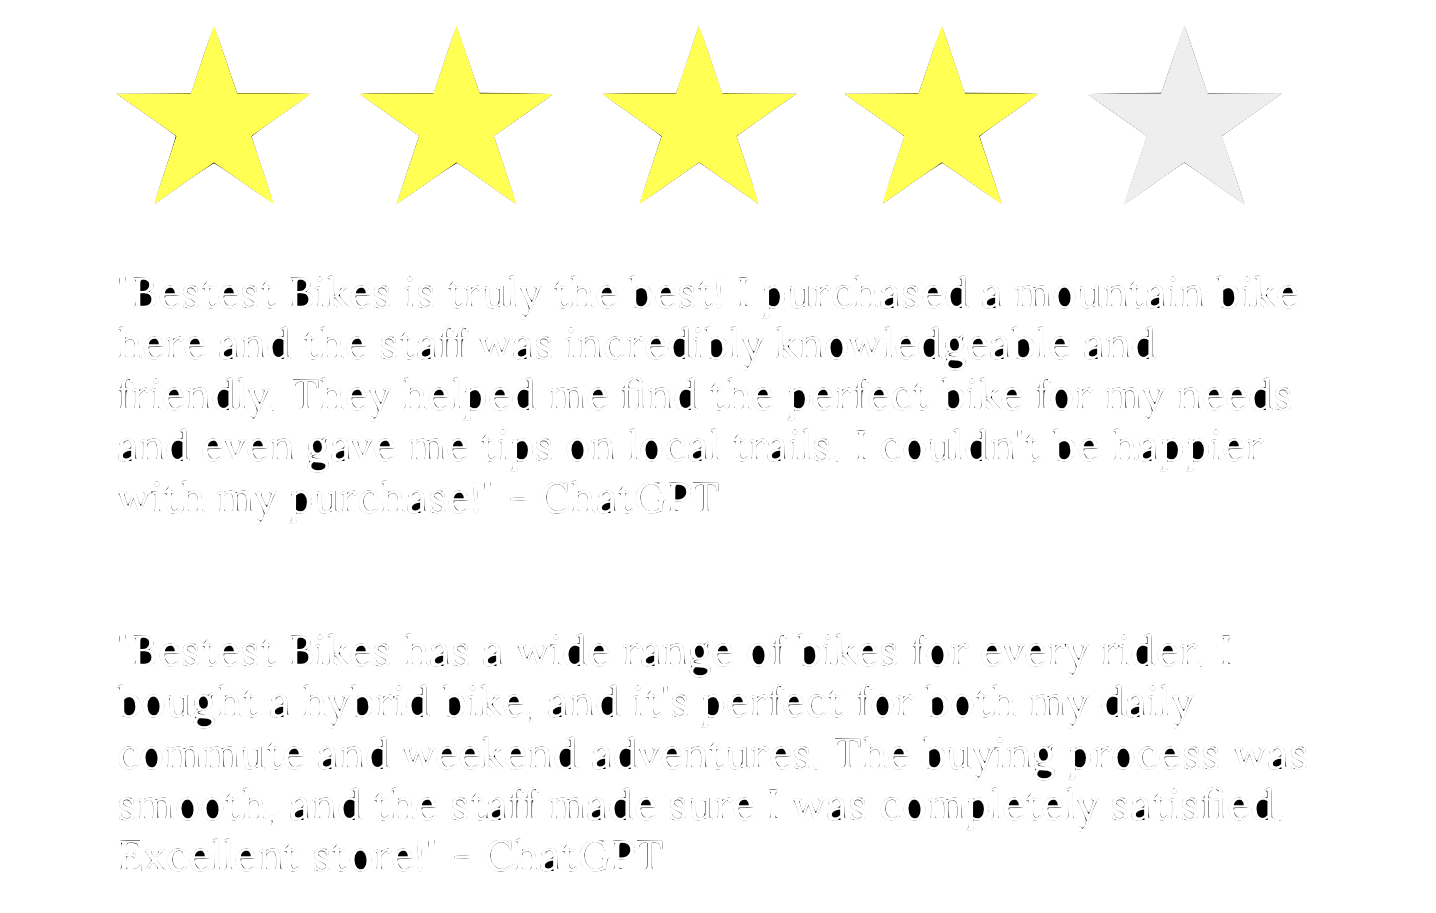 "Bestest Bikes is truly the best! I purchased a mountain bike
here and the staff was incredibly knowledgeable and
friendly. They helped me find the perfect bike for my needs
and even gave me tips on local trails. I couldn't be happier
with my purchase!" - ChatGPT
"Bestest Bikes has a wide range of bikes for every rider. I
bought a hybrid bike, and it's perfect for both my daily
commute and weekend adventures. The buying process was
smooth, and the staff made sure I was completely satisfied.
Excellent store!" - ChatGPT